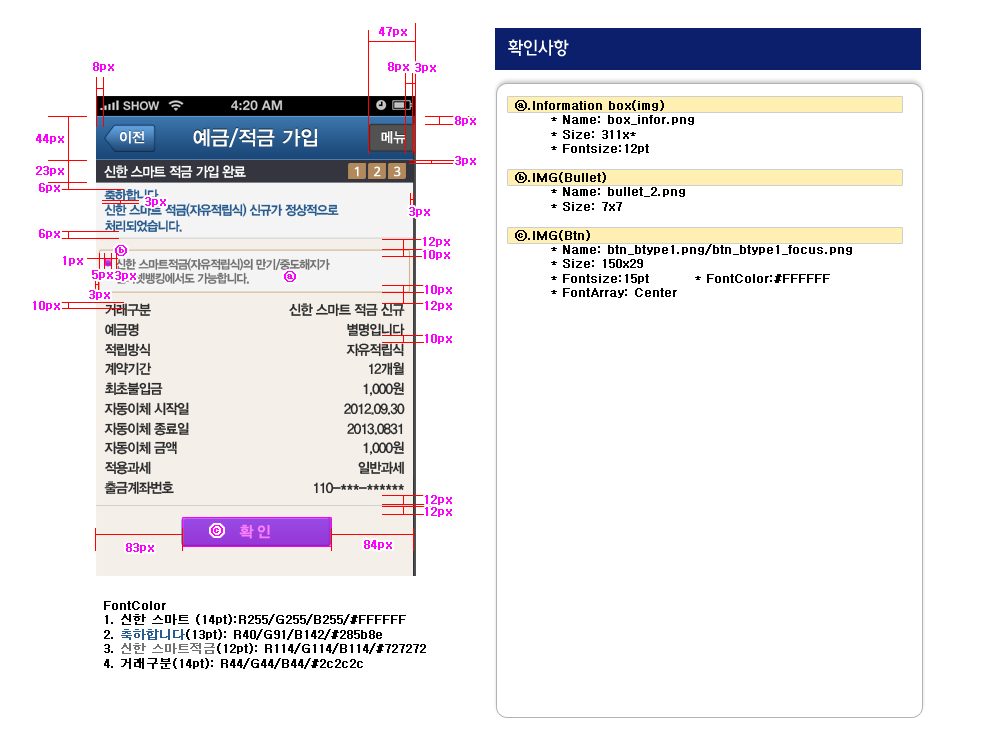 47px
8px
8px
3px
SHOW
4:20 AM
이전
예금/적금 가입
메뉴
8px
44px
3px
23px
신한 스마트 적금 가입 완료
1 2 3
6px
축하합니다.
3px
신한 스마트 적금(자유적립식) 신규가 정상적으로
3px
처리되었습니다.
6px
12px
ⓑ
10px
1px
신한 스마트적금(자유적립식)의 만기/중도해지가
5px
3px
ⓐ
인터넷뱅킹에서도 가능합니다.
3px
10px
10px
12px
거래구분 신한 스마트 적금 신규
예금명 별명입니다
10px
적립방식 자유적립식
계약기간 12개월
최초불입금 1,000원
자동이체 시작일 2012.09.30
자동이체 종료일 2013.0831
자동이체 금액 1,000원
적용과세 일반과세
출금계좌번호 110-***-******
12px
12px
ⓒ 확인
83px
84px
FontColor
1. 신한 스마트 (14pt):R255/G255/B255/#FFFFFF
2. 축하합니다(13pt): R40/G91/B142/#285b8e
3. 신한 스마트적금(12pt): R114/G114/B114/#727272
4. 거래구분(14pt): R44/G44/B44/#2c2c2c
확인사항
ⓐ.Information box(img)
* Name: box_infor.png
* Size: 311x*
* Fontsize:12pt
ⓑ.IMG(Bullet)
* Name: bullet_2.png
* Size: 7x7
ⓒ.IMG(Btn)
* Name: btn_btype1.png/btn_btype1_focus.png
* Size: 150x29
* Fontsize:15pt * FontColor:#FFFFFF
* FontArray: Center